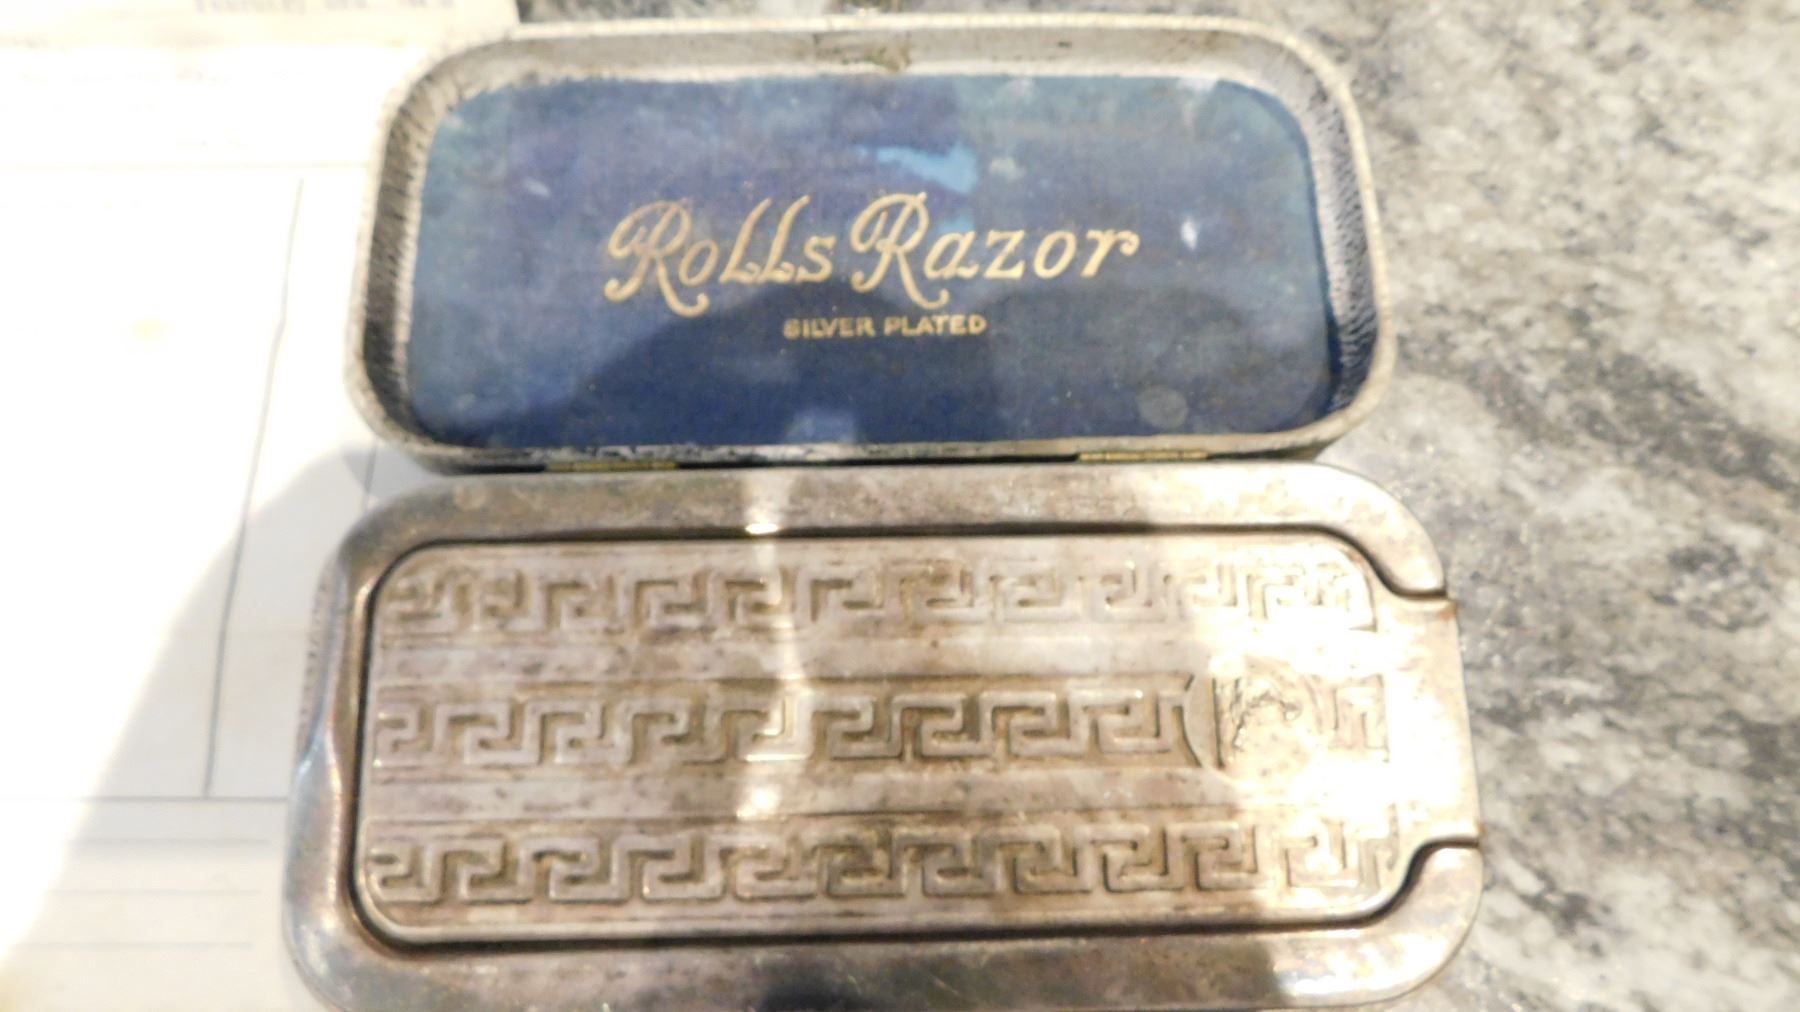 Rolls Razor
SILVER PLATED